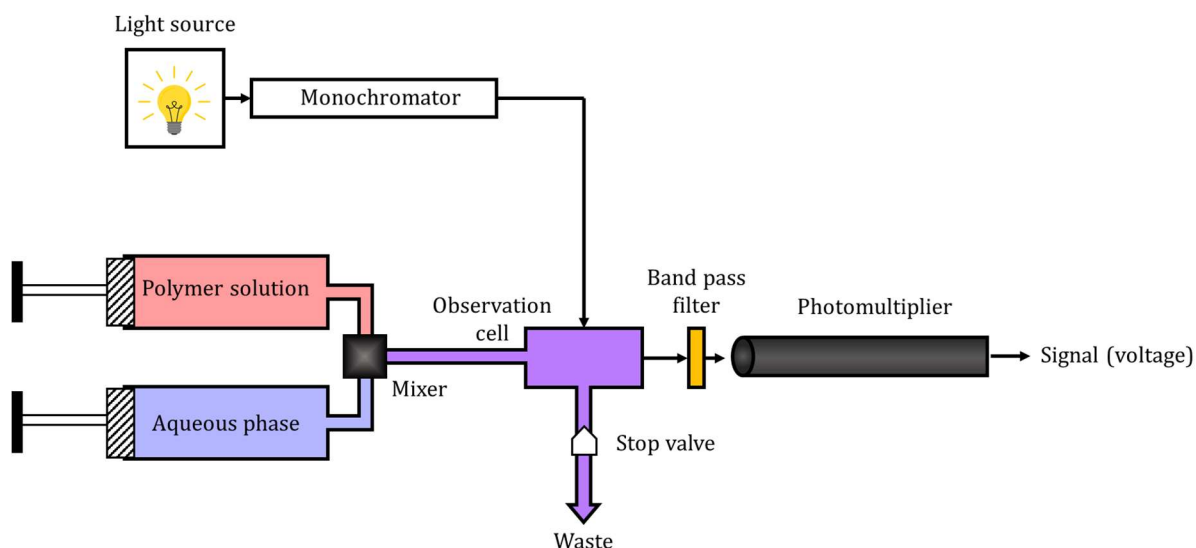 Light source
Monochromator
Polymer solution
Observation
cell
Band pass
filter
Photomultiplier
Signal (voltage)
Mixer
Aqueous phase
Stop valve
Waste